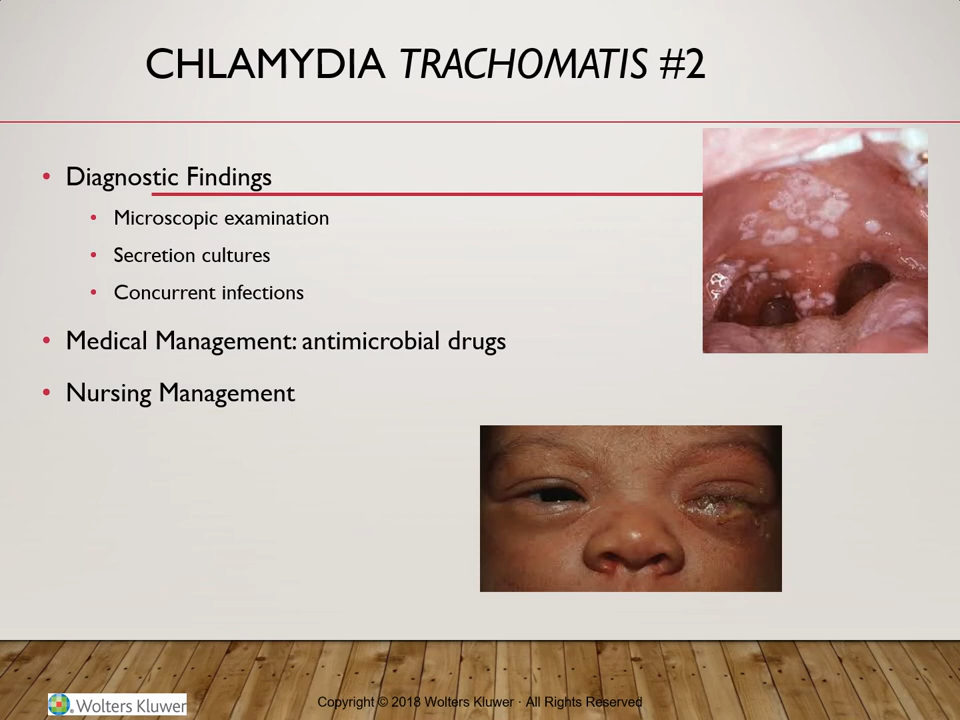 CHLAMYDIA TRACHOMATIS #2
• Diagnostic Findings
• Microscopic examination
• Secretion cultures
• Concurrent infections
• Medical Management: antimicrobial drugs
• Nursing Management
Wolters Kluwer
Copyright © 2018 Wolters Kluwer · All Rights Reserved